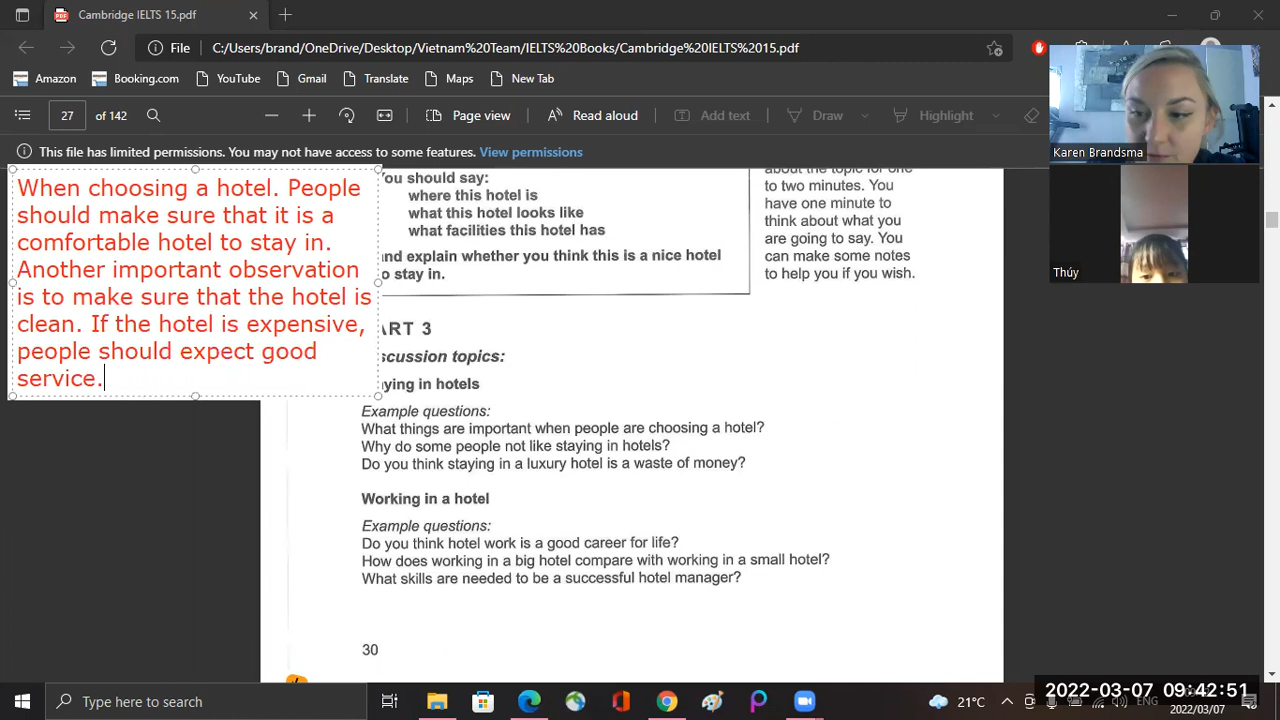 Cambridge IELTS 15.pdf
File
C:/Users/brand/OneDrive/Desktop/Vietnam%20Team/IELTS%20Books/Cambridge%20IELTS%2015.pdf
Amazon
Booking.com
YouTube
Gmail
Translate
Maps
New Tab
27 of 142
Page view
Read aloud
Add text
Draw
Highlight
This file has limited permissions. You may not have access to some features. View permissions
Karen Brandsma
Thúy
When choosing a hotel. People
should make sure that it is a
comfortable hotel to stay in.
Another important observation
is to make sure that the hotel is
clean. If the hotel is expensive,
people should expect good
service.
You should say:
where this hotel is
what this hotel looks like
what facilities this hotel has
nd explain whether you think this is a nice hotel
o stay in.
about the topic for one
to two minutes. You
have one minute to
think about what you
are going to say. You
can make some notes
to help you if you wish.
ART 3
scussion topics:
aying in hotels
Example questions:
What things are important when people are choosing a hotel?
Why do some people not like staying in hotels?
Do you think staying in a luxury hotel is a waste of money?
Working in a hotel
Example questions:
Do you think hotel work is a good career for life?
How does working in a big hotel compare with working in a small hotel?
What skills are needed to be a successful hotel manager?
30
Type here to search
21°C
ENG
2022-03-07 09:42:51
2022/03/07